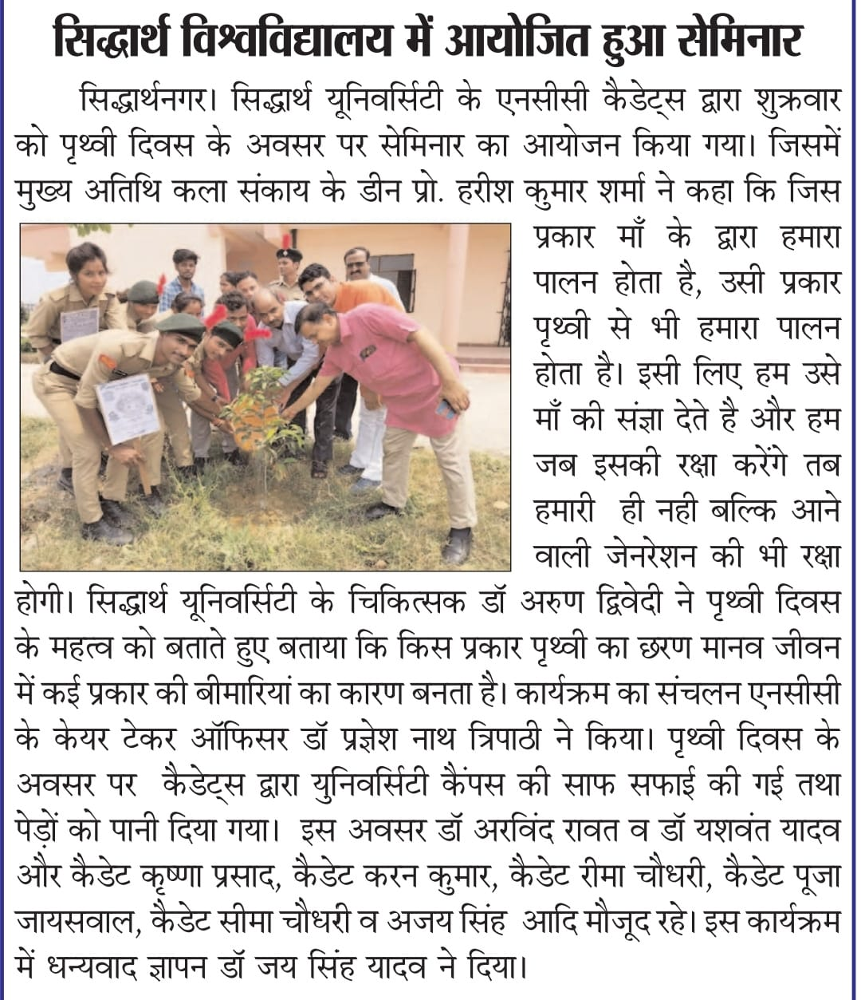 सिद्धार्थ विश्वविद्यालय में आयोजित हुआ सेमिनार
सिद्धार्थनगर। सिद्धार्थ यूनिवर्सिटी के एनसीसी कैडेट्स द्वारा शुक्रवार
को पृथ्वी दिवस के अवसर पर सेमिनार का आयोजन किया गया। जिसमें
मुख्य अतिथि कला संकाय के डीन प्रो. हरीश कुमार शर्मा ने कहा कि जिस
प्रकार माँ के द्वारा हमारा
पालन होता है, उसी प्रकार
पृथ्वी से भी हमारा पालन
होता है। इसी लिए हम उसे
माँ की संज्ञा देते है और हम
जब इसकी रक्षा करेंगे तब
हमारी ही नही बल्कि आने
वाली जेनरेशन की भी रक्षा
होगी। सिद्धार्थ यूनिवर्सिटी के चिकित्सक डॉ अरुण द्विवेदी ने पृथ्वी दिवस
के महत्व को बताते हुए बताया कि किस प्रकार पृथ्वी का छरण मानव जीवन
में कई प्रकार की बीमारियां का कारण बनता है। कार्यक्रम का संचलन एनसीसी
के केयर टेकर ऑफिसर डॉ प्रज्ञेश नाथ त्रिपाठी ने किया। पृथ्वी दिवस के
अवसर पर कैडेट्स द्वारा युनिवर्सिटी कैंपस की साफ सफाई की गई तथा
पेड़ों को पानी दिया गया। इस अवसर डॉ अरविंद रावत व डॉ यशवंत यादव
और कैडेट कृष्णा प्रसाद, कैडेट करन कुमार, कैडेट रीमा चौधरी, कैडेट पूजा
जायसवाल, कैडेट सीमा चौधरी व अजय सिंह आदि मौजूद रहे। इस कार्यक्रम
में धन्यवाद ज्ञापन डॉ जय सिंह यादव ने दिया।